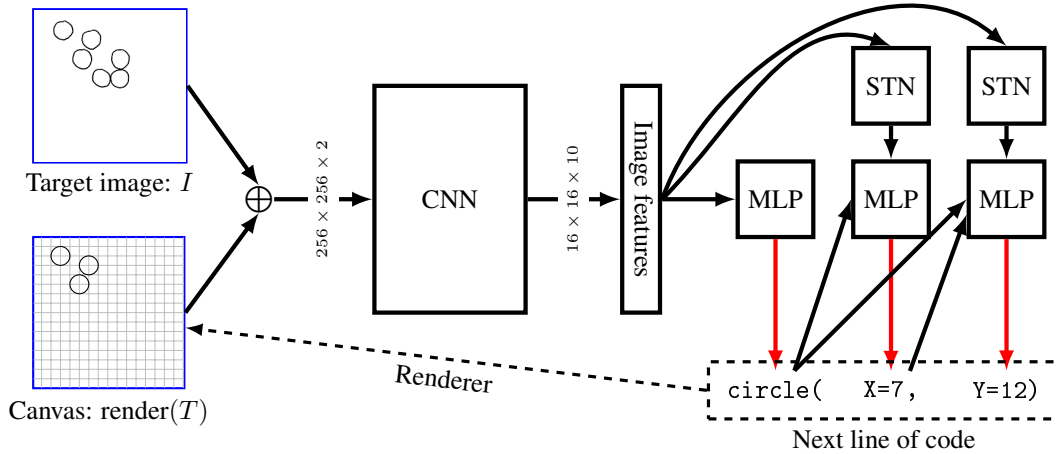 Target image: I
Canvas: render(T)
256 × 256 × 2
CNN
16 × 16 × 10
Image features
STN
STN
MLP
MLP
MLP
Renderer
circle( X=7, Y=12)
Next line of code